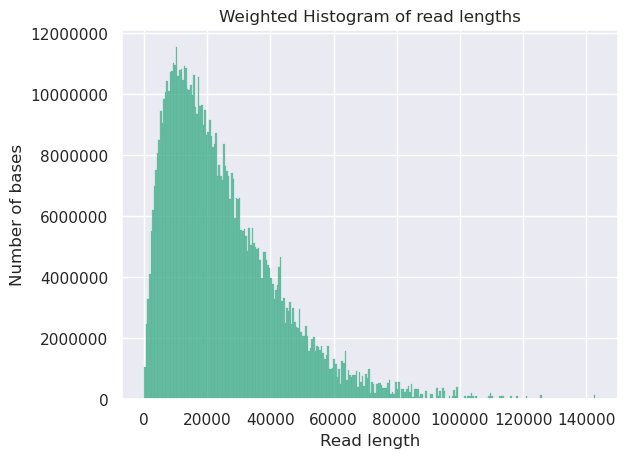 Weighted Histogram of read lengths
12000000
10000000
8000000
6000000
4000000
2000000
0
Number of bases
0 20000 40000 60000 80000 100000 120000 140000
Read length